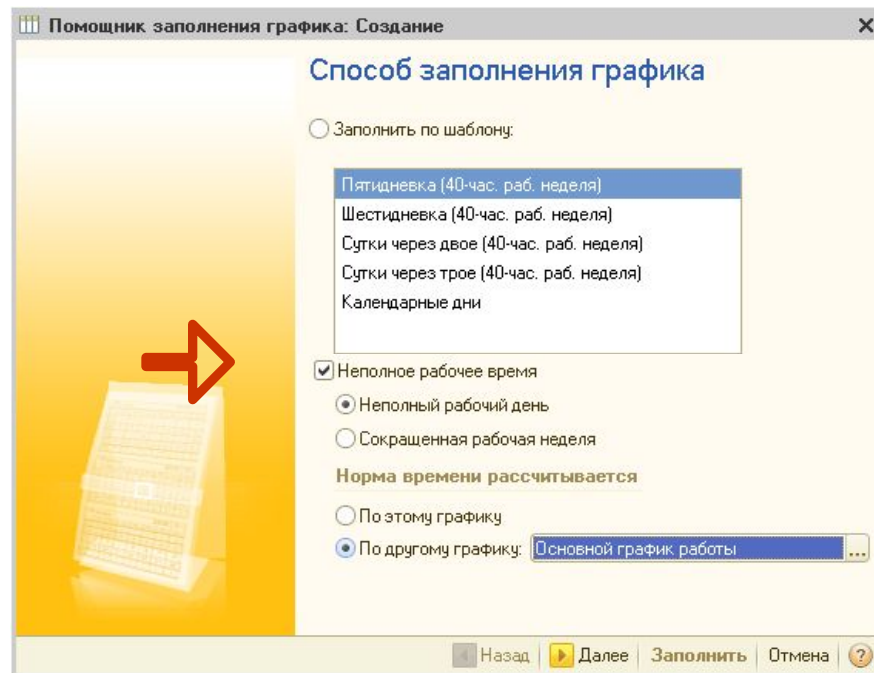 Помощник заполнения графика: Создание
Способ заполнения графика
Заполнить по шаблону:
Пятидневка (40-час. раб. неделя)
Шестидневка (40-час. раб. неделя)
Сутки через двое (40-час. раб. неделя)
Сутки через трое (40-час. раб. неделя)
Календарные дни
Неполное рабочее время
Неполный рабочий день
Сокращенная рабочая неделя
Норма времени рассчитывается
По этому графику
По другому графику: Основной график работы ...
Назад Далее Заполнить Отмена ?